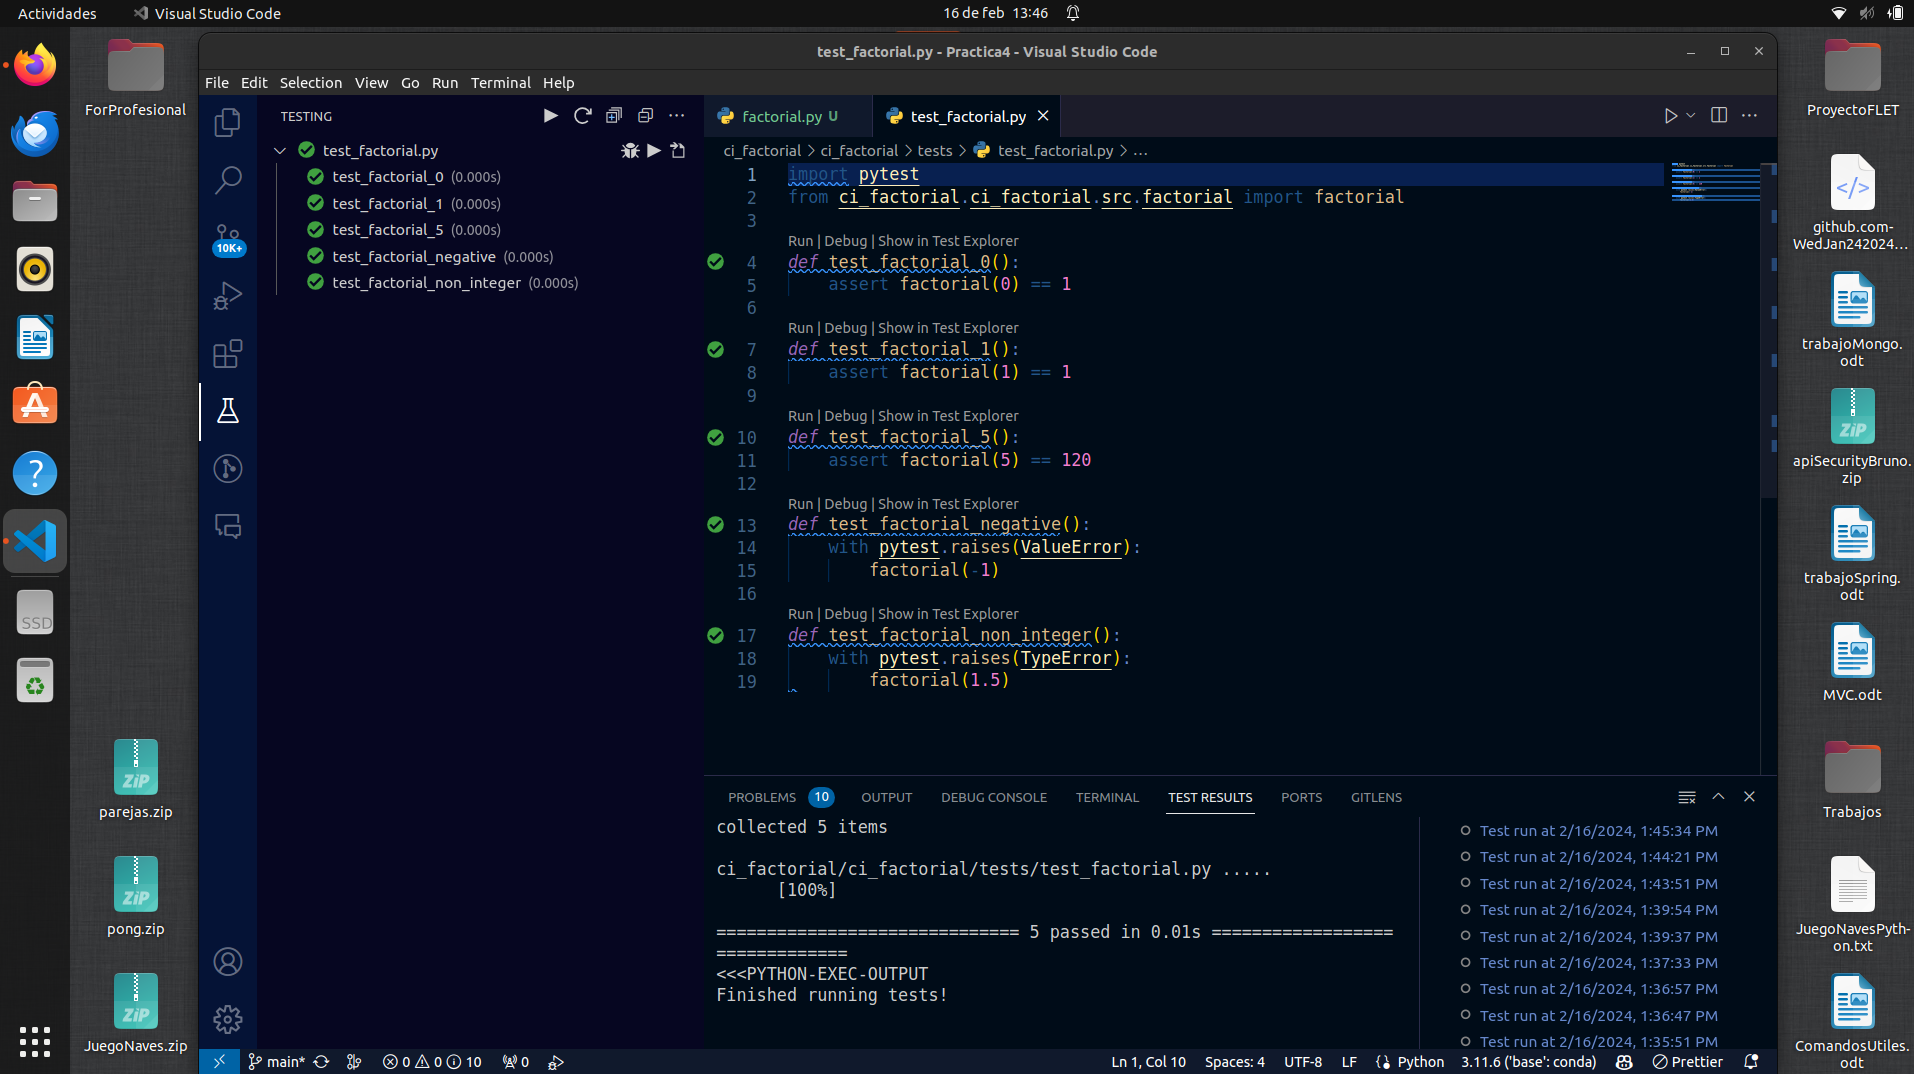 Actividades
Visual Studio Code
16 de feb 13:46
test_factorial.py - Practica4 - Visual Studio Code
File Edit Selection View Go Run Terminal Help
ForProfesional
SSD
ZiP
parejas.zip
ZiP
pong.zip
ZiP
JuegoNaves.zip
TESTING
test_factorial.py
test_factorial_0 (0.000s)
test_factorial_1 (0.000s)
test_factorial_5 (0.000s)
test_factorial_negative (0.000s)
test_factorial_non_integer (0.000s)
10K+
factorial.py U
test_factorial.py
ci_factorial > ci_factorial > tests > test_factorial.py > ...
1 import pytest
2 from ci_factorial.ci_factorial.src.factorial import factorial
3
Run | Debug | Show in Test Explorer
4 def test_factorial_0():
5 assert factorial(0) == 1
6
Run | Debug | Show in Test Explorer
7 def test_factorial_1():
8 assert factorial(1) == 1
9
Run | Debug | Show in Test Explorer
10 def test_factorial_5():
11 assert factorial(5) == 120
12
Run | Debug | Show in Test Explorer
13 def test_factorial_negative():
14 with pytest.raises(ValueError):
15 factorial(-1)
16
Run | Debug | Show in Test Explorer
17 def test_factorial_non_integer():
18 with pytest.raises(TypeError):
19 factorial(1.5)
PROBLEMS 10 OUTPUT DEBUG CONSOLE TERMINAL TEST RESULTS PORTS GITLENS
collected 5 items
ci_factorial/ci_factorial/tests/test_factorial.py .....
[100%]
============================== 5 passed in 0.01s ==================
=============
<<<PYTHON-EXEC-OUTPUT
Finished running tests!
Test run at 2/16/2024, 1:45:34 PM
Test run at 2/16/2024, 1:44:21 PM
Test run at 2/16/2024, 1:43:51 PM
Test run at 2/16/2024, 1:39:54 PM
Test run at 2/16/2024, 1:39:37 PM
Test run at 2/16/2024, 1:37:33 PM
Test run at 2/16/2024, 1:36:57 PM
Test run at 2/16/2024, 1:36:47 PM
Test run at 2/16/2024, 1:35:51 PM
main* 0 0 10 0 Ln 1, Col 10 Spaces: 4 UTF-8 LF Python 3.11.6 ('base': conda) Prettier
ProyectoFLET
github.com-
WedJan242024...
trabajoMongo.
odt
ZiP
apiSecurityBruno.
zip
trabajoSpring.
odt
MVC.odt
Trabajos
JuegoNavesPyth-
on.txt
ComandosUtiles.
odt